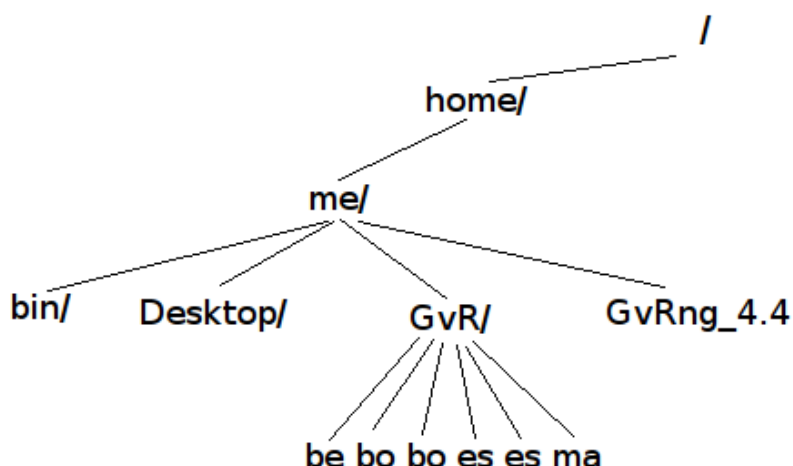 /
home/
me/
bin/ Desktop/ GvR/ GvRng_4.4
be bo bo es es ma